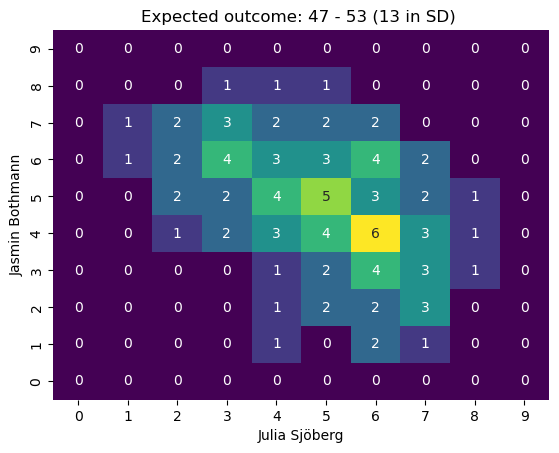 Expected outcome: 47 - 53 (13 in SD)
9 0 0 0 0 0 0 0 0 0 0
8 0 0 0 1 1 1 0 0 0 0
7 0 1 2 3 2 2 2 0 0 0
6 0 1 2 4 3 3 4 2 0 0
5 0 0 2 2 4 5 3 2 1 0
4 0 0 1 2 3 4 6 3 1 0
3 0 0 0 0 1 2 4 3 1 0
2 0 0 0 0 1 2 2 3 0 0
1 0 0 0 0 1 0 2 1 0 0
0 0 0 0 0 0 0 0 0 0 0
0 1 2 3 4 5 6 7 8 9
Jasmin Bothmann
Julia Sjöberg